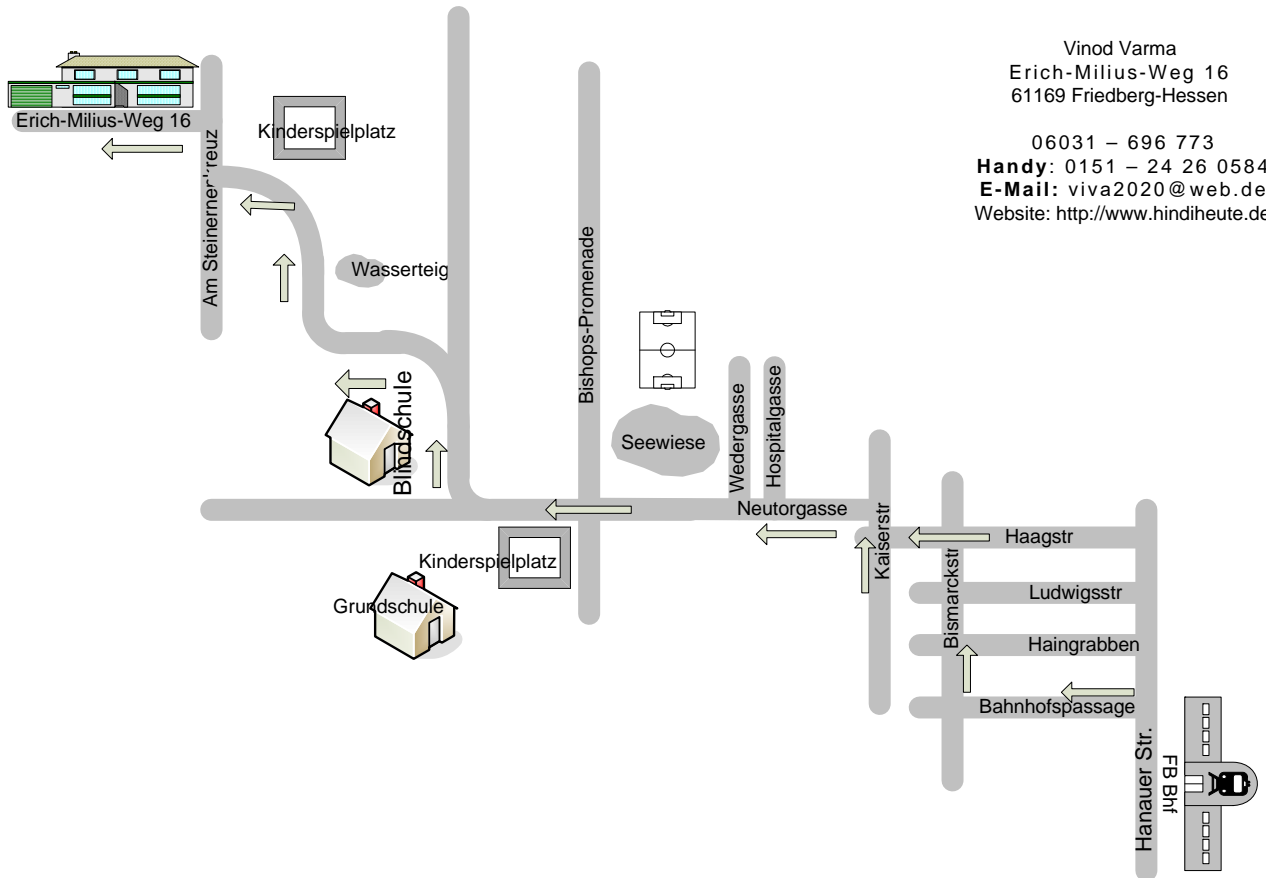 Vinod Varma
Erich-Milius-Weg 16
61169 Friedberg-Hessen
06031 – 696 773
Handy: 0151 – 24 26 0584
E-Mail: viva2020@web.de
Website: http://www.hindiheute.de
Erich-Milius-Weg 16
Kinderspielplatz
Am Steinernerkreuz
Wasserteig
Bishops-Promenade
Blindschule
Seewiese
Wedergasse
Hospitalgasse
Neutorgasse
Kaiserstr
Haagstr
Kinderspielplatz
Bismarckstr
Ludwigsstr
Grundschule
Haingrabben
Bahnhofspassage
Hanauer Str.
FB Bhf